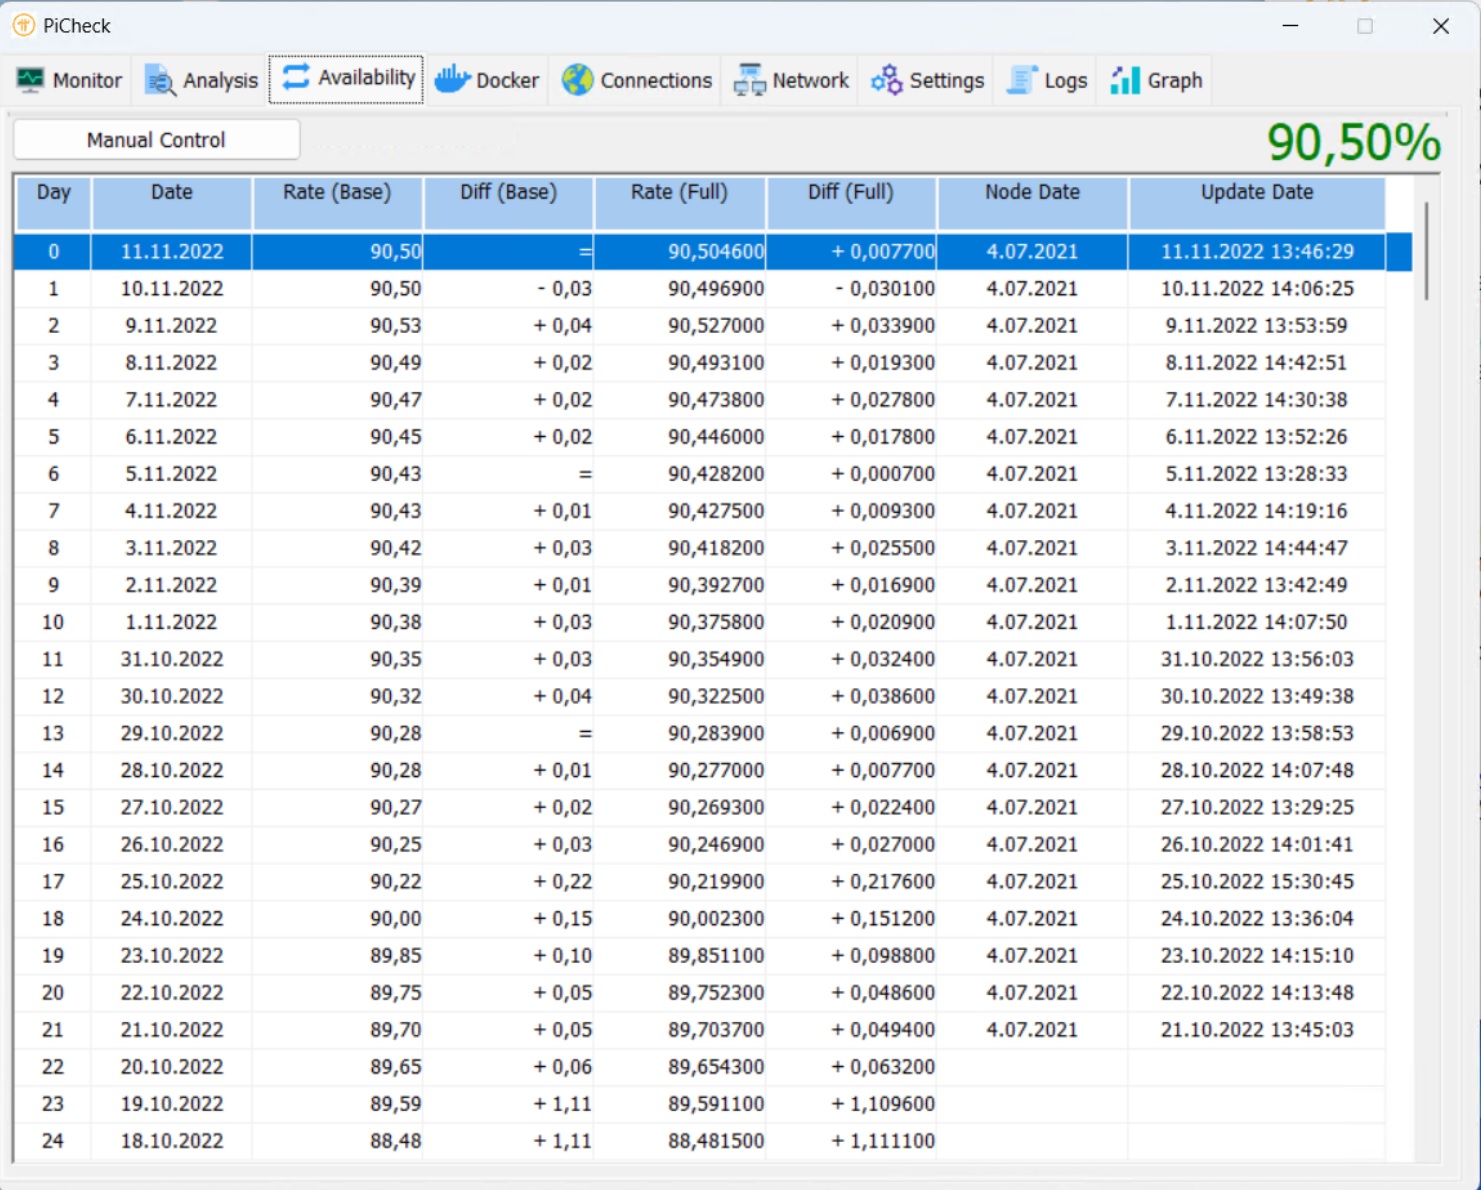 PiCheck
Monitor Analysis Availability Docker Connections Network Settings Logs Graph
Manual Control 90,50%
Day Date Rate (Base) Diff (Base) Rate (Full) Diff (Full) Node Date Update Date
0 11.11.2022 90,50 = 90,504600 + 0,007700 4.07.2021 11.11.2022 13:46:29
1 10.11.2022 90,50 - 0,03 90,496900 - 0,030100 4.07.2021 10.11.2022 14:06:25
2 9.11.2022 90,53 + 0,04 90,527000 + 0,033900 4.07.2021 9.11.2022 13:53:59
3 8.11.2022 90,49 + 0,02 90,493100 + 0,019300 4.07.2021 8.11.2022 14:42:51
4 7.11.2022 90,47 + 0,02 90,473800 + 0,027800 4.07.2021 7.11.2022 14:30:38
5 6.11.2022 90,45 + 0,02 90,446000 + 0,017800 4.07.2021 6.11.2022 13:52:26
6 5.11.2022 90,43 = 90,428200 + 0,000700 4.07.2021 5.11.2022 13:28:33
7 4.11.2022 90,43 + 0,01 90,427500 + 0,009300 4.07.2021 4.11.2022 14:19:16
8 3.11.2022 90,42 + 0,03 90,418200 + 0,025500 4.07.2021 3.11.2022 14:44:47
9 2.11.2022 90,39 + 0,01 90,392700 + 0,016900 4.07.2021 2.11.2022 13:42:49
10 1.11.2022 90,38 + 0,03 90,375800 + 0,020900 4.07.2021 1.11.2022 14:07:50
11 31.10.2022 90,35 + 0,03 90,354900 + 0,032400 4.07.2021 31.10.2022 13:56:03
12 30.10.2022 90,32 + 0,04 90,322500 + 0,038600 4.07.2021 30.10.2022 13:49:38
13 29.10.2022 90,28 = 90,283900 + 0,006900 4.07.2021 29.10.2022 13:58:53
14 28.10.2022 90,28 + 0,01 90,277000 + 0,007700 4.07.2021 28.10.2022 14:07:48
15 27.10.2022 90,27 + 0,02 90,269300 + 0,022400 4.07.2021 27.10.2022 13:29:25
16 26.10.2022 90,25 + 0,03 90,246900 + 0,027000 4.07.2021 26.10.2022 14:01:41
17 25.10.2022 90,22 + 0,22 90,219900 + 0,217600 4.07.2021 25.10.2022 15:30:45
18 24.10.2022 90,00 + 0,15 90,002300 + 0,151200 4.07.2021 24.10.2022 13:36:04
19 23.10.2022 89,85 + 0,10 89,851100 + 0,098800 4.07.2021 23.10.2022 14:15:10
20 22.10.2022 89,75 + 0,05 89,752300 + 0,048600 4.07.2021 22.10.2022 14:13:48
21 21.10.2022 89,70 + 0,05 89,703700 + 0,049400 4.07.2021 21.10.2022 13:45:03
22 20.10.2022 89,65 + 0,06 89,654300 + 0,063200
23 19.10.2022 89,59 + 1,11 89,591100 + 1,109600
24 18.10.2022 88,48 + 1,11 88,481500 + 1,111100